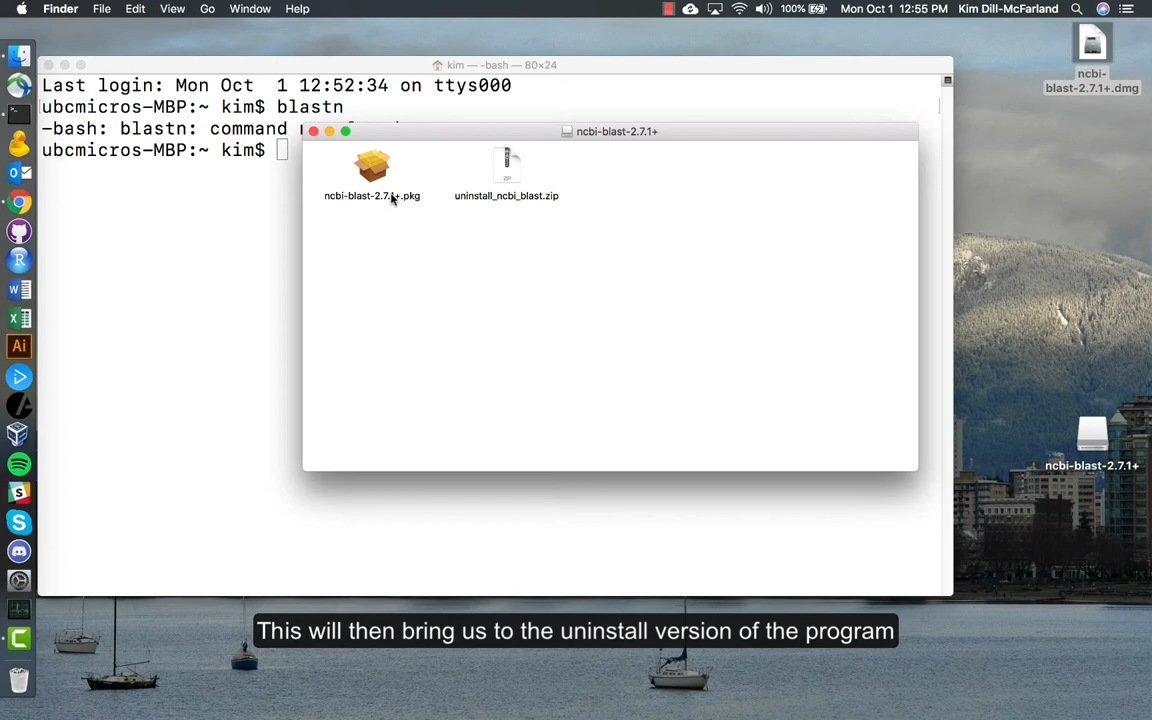 Finder File Edit View Go Window Help 100% Mon Oct 1 12:55 PM Kim Dill-McFarland
ncbi-
blast-2.7.1+.dmg
kim — -bash — 80×24
Last login: Mon Oct 1 12:52:34 on ttys000
ubcmicros-MBP:~ kim$ blastn
-bash: blastn: command
ubcmicros-MBP:~ kim$
ncbi-blast-2.7.1+
ncbi-blast-2.7.1+.pkg uninstall_ncbi_blast.zip
ZIP
ncbi-blast-2.7.1+
Ai
This will then bring us to the uninstall version of the program